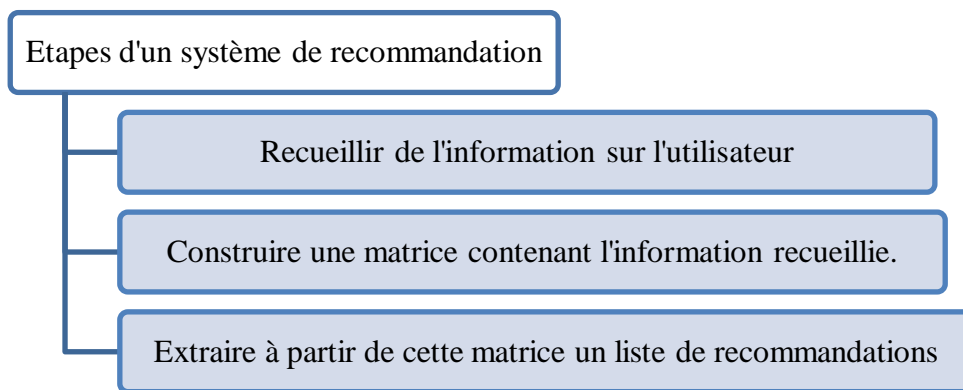 Etapes d'un système de recommandation
Recueillir de l'information sur l'utilisateur
Construire une matrice contenant l'information recueillie.
Extraire à partir de cette matrice un liste de recommandations